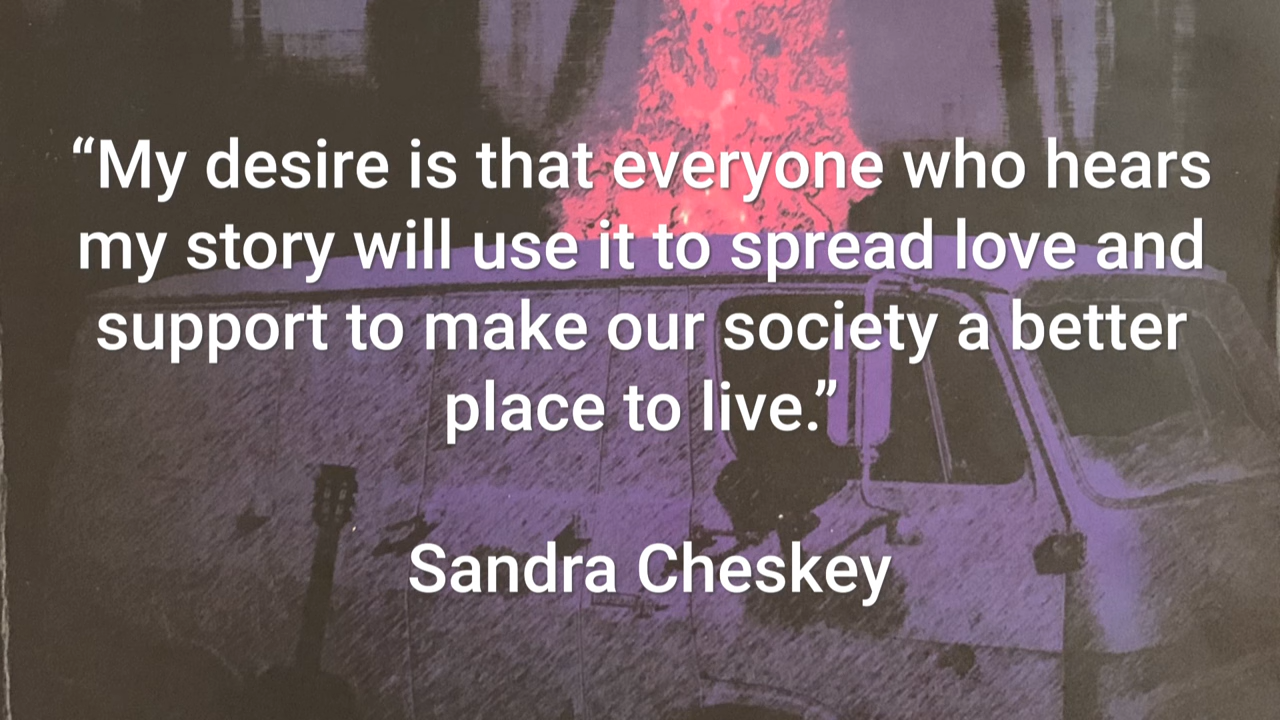 “My desire is that everyone who hears
my story will use it to spread love and
support to make our society a better
place to live.”
Sandra Cheskey